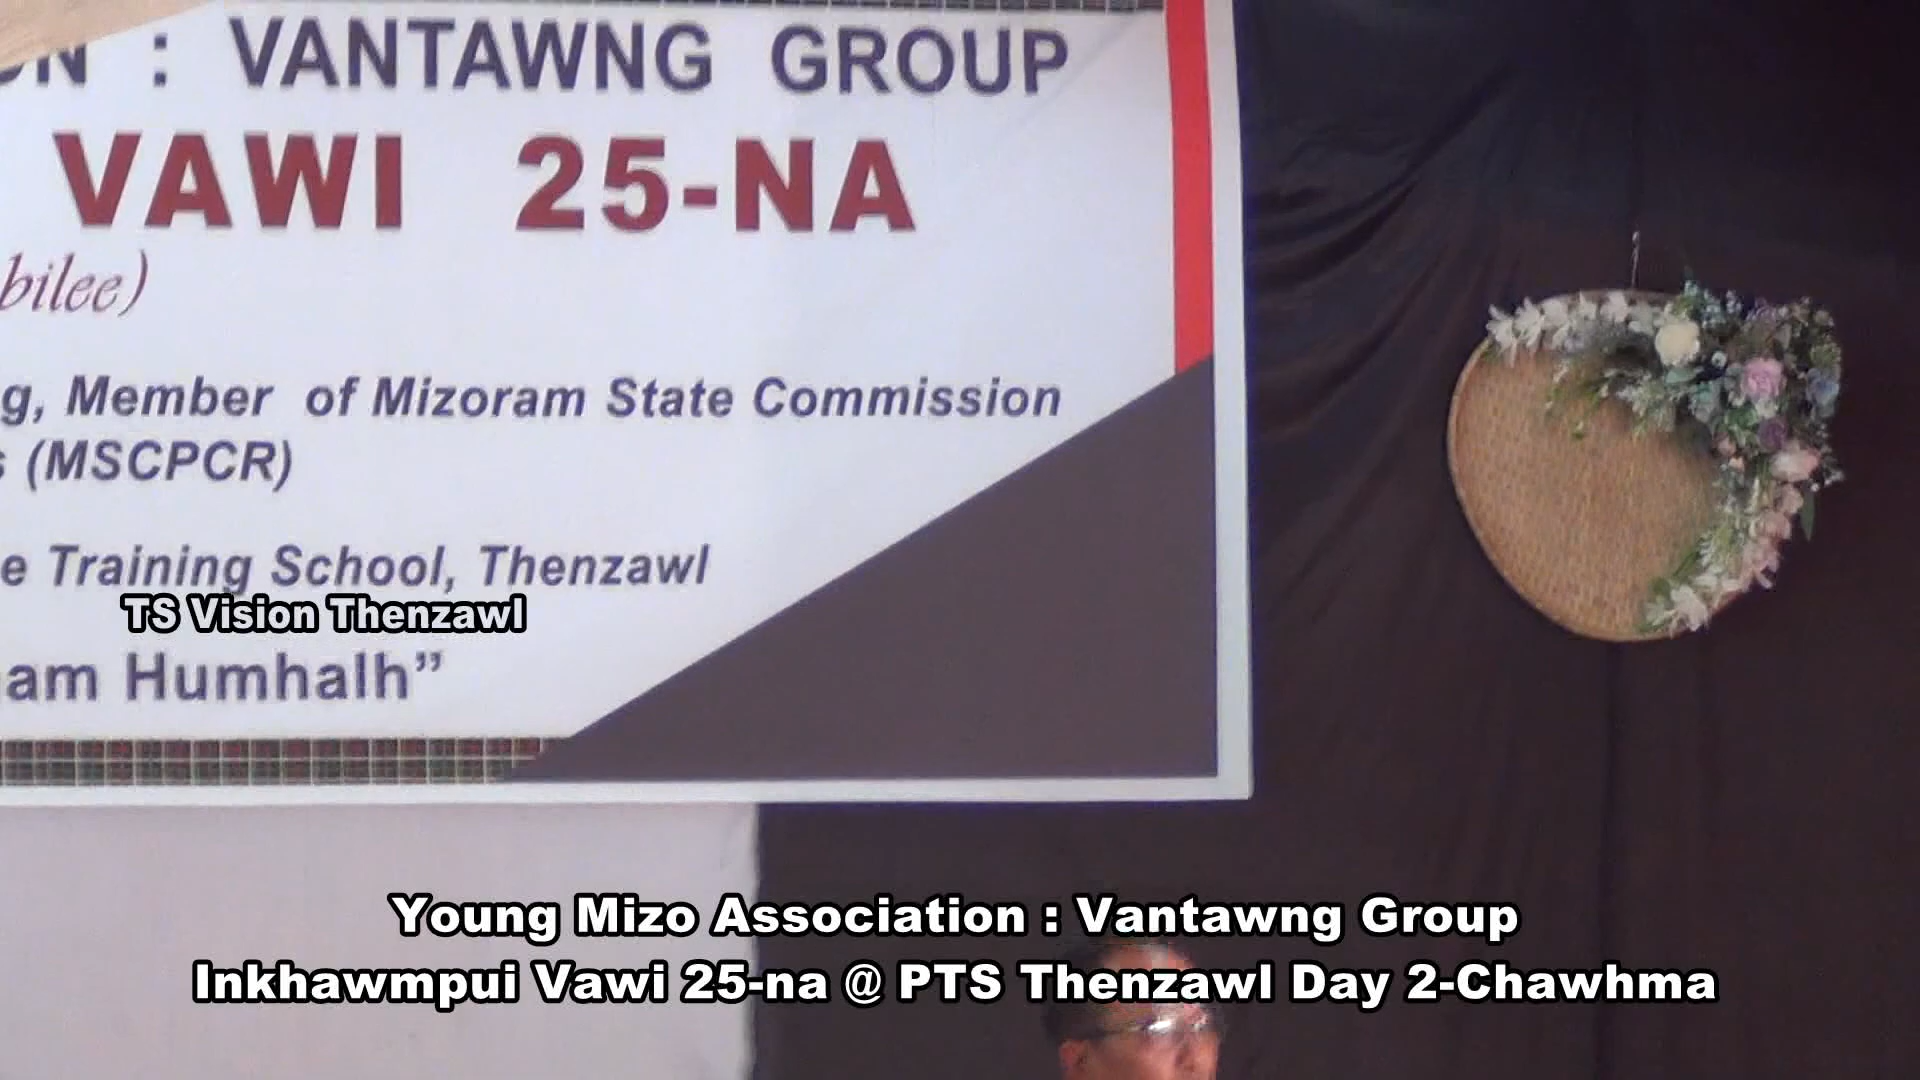 ON : VANTAWNG GROUP
VAWI 25-NA
bilee)
g, Member of Mizoram State Commission
s (MSCPCR)
e Training School, Thenzawl
TS Vision Thenzawl
am Humhalh”
Young Mizo Association : Vantawng Group
Inkhawmpui Vawi 25-na @ PTS Thenzawl Day 2-Chawhma